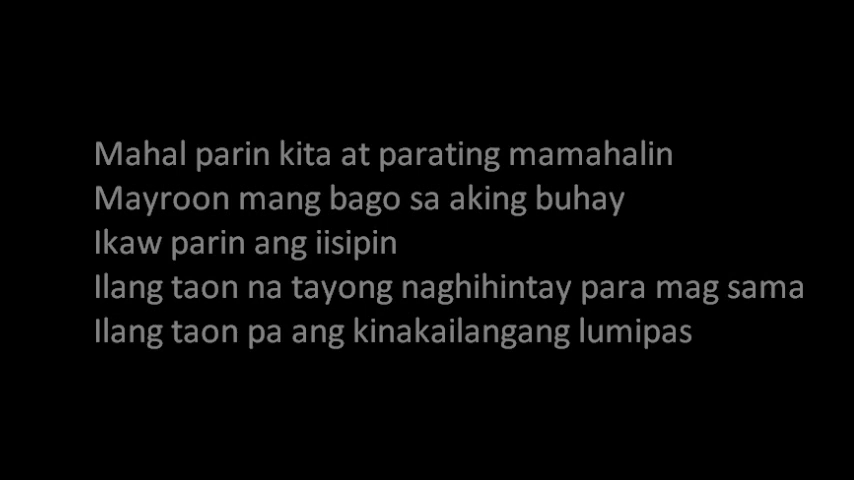 Mahal parin kita at parating mamahalin
Mayroon mang bago sa aking buhay
Ikaw parin ang iisipin
Ilang taon na tayong naghihintay para mag sama
Ilang taon pa ang kinakailangang lumipas